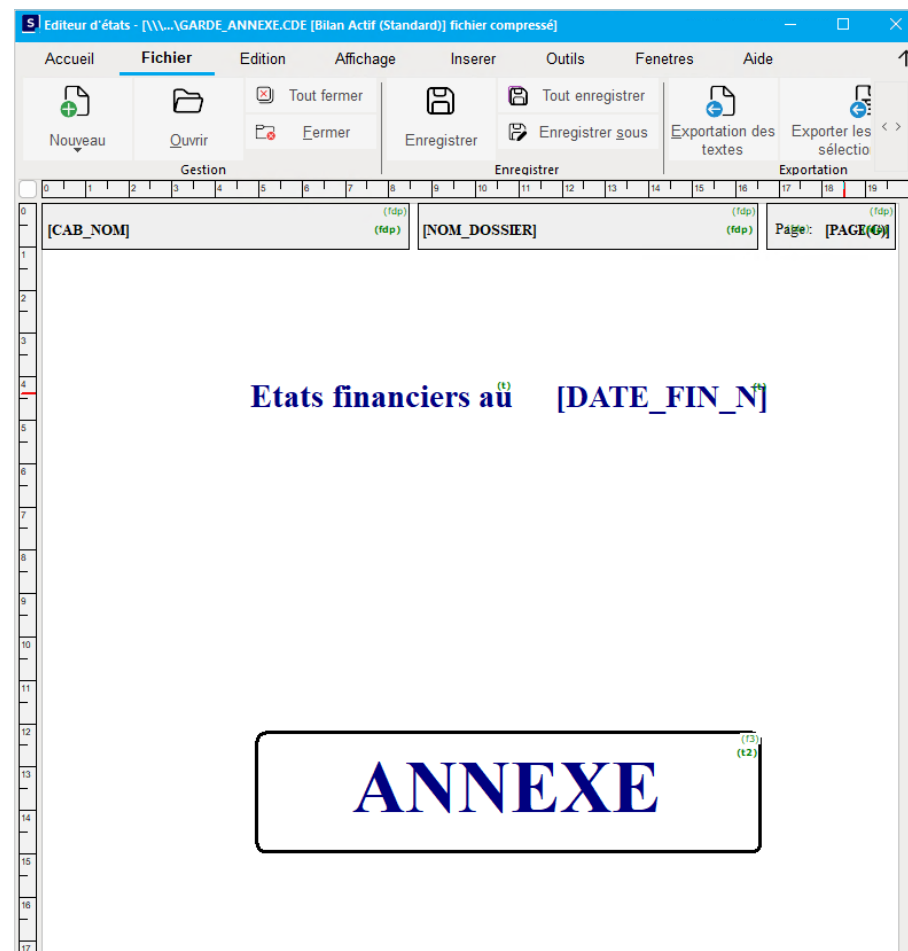 S Editeur d'états - [\\\...\GARDE_ANNEXE.CDE [Bilan Actif (Standard)] fichier compressé]
Accueil Fichier Edition Affichage Inserer Outils Fenetres Aide
Nouveau Ouvrir Tout fermer Fermer
Gestion
Enregistrer Tout enregistrer Enregistrer sous
Enregistrer
Exportation des textes Exporter les sélectio
Exportation
0 1 2 3 4 5 6 7 8 9 10 11 12 13 14 15 16 17 18 19
(fdp) (fdp) (fdp)
[CAB_NOM] (fdp) [NOM_DOSSIER] (fdp) Page : [PAGE(G)]
(t)
Etats financiers au [DATE_FIN_N]
(f3)
(t2)
ANNEXE
0
1
2
3
4
5
6
7
8
9
10
11
12
13
14
15
16
17